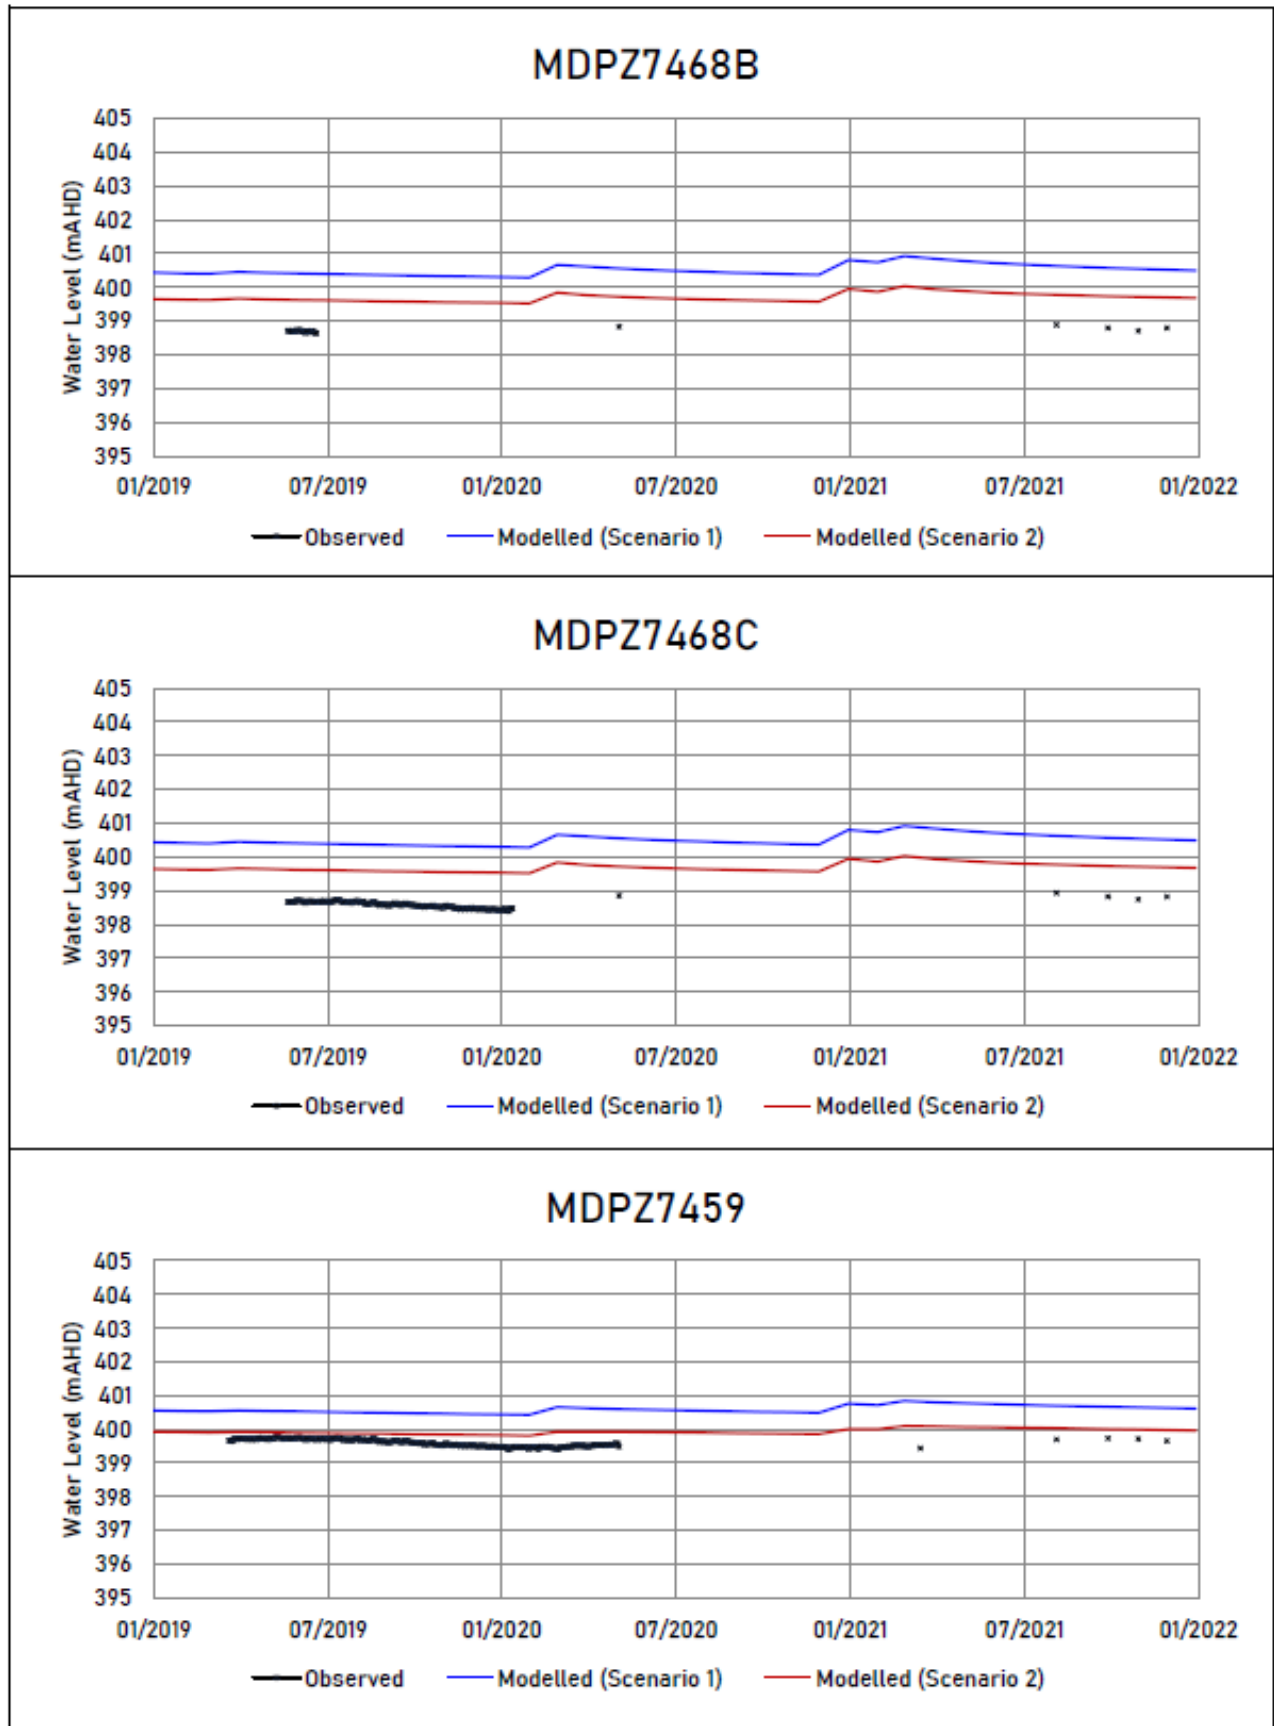 MDPZ7468B
Water Level (mAHD)
405
404
403
402
401
400
399
398
397
396
395
01/2019 07/2019 01/2020 07/2020 01/2021 07/2021 01/2022
Observed Modelled (Scenario 1) Modelled (Scenario 2)
MDPZ7468C
Water Level (mAHD)
405
404
403
402
401
400
399
398
397
396
395
01/2019 07/2019 01/2020 07/2020 01/2021 07/2021 01/2022
Observed Modelled (Scenario 1) Modelled (Scenario 2)
MDPZ7459
Water Level (mAHD)
405
404
403
402
401
400
399
398
397
396
395
01/2019 07/2019 01/2020 07/2020 01/2021 07/2021 01/2022
Observed Modelled (Scenario 1) Modelled (Scenario 2)